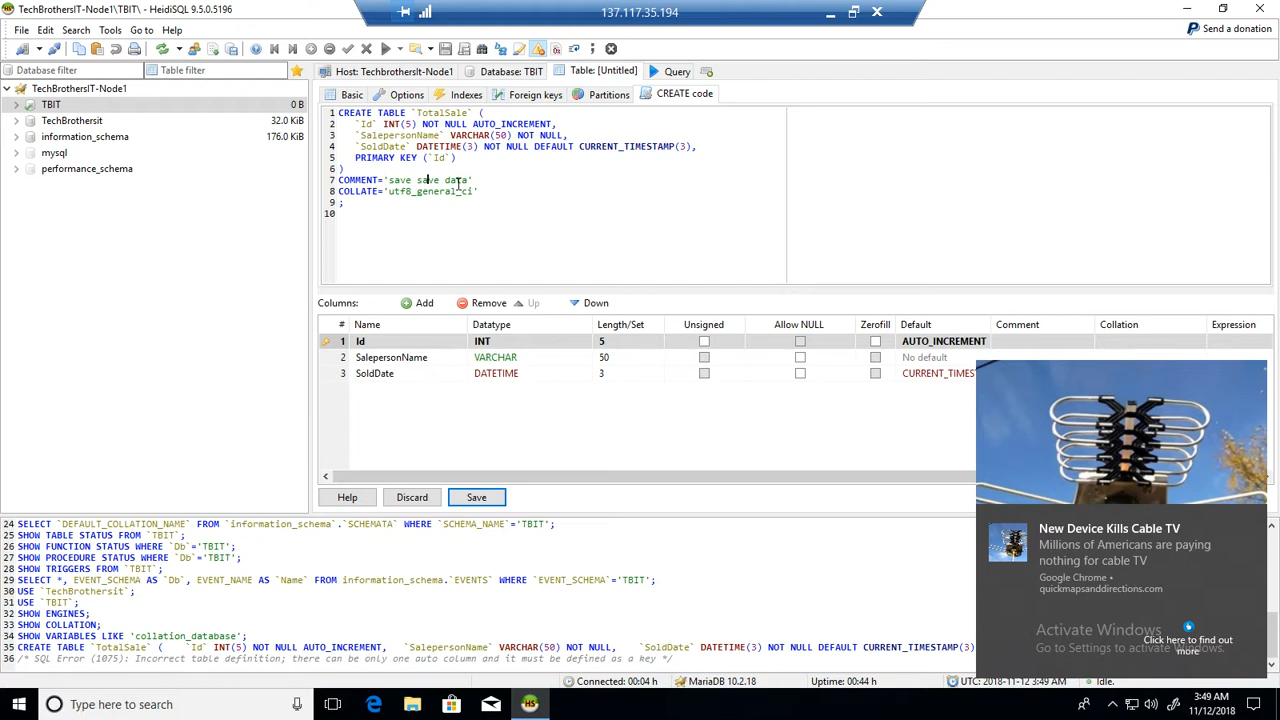 TechBrothersIT-Node1\TBIT\ - HeidiSQL 9.5.0.5196
137.117.35.194
File Edit Search Tools Go to Help
Send a donation
Database filter
Table filter
Host: TechbrothersIT-Node1
Database: TBIT
Table: [Untitled]
Query
TechBrothersIT-Node1
TBIT 0 B
TechBrothersit 32.0 KiB
information_schema 176.0 KiB
mysql
performance_schema
Basic Options Indexes Foreign keys Partitions CREATE code
1 CREATE TABLE `TotalSale` (
2 `Id` INT(5) NOT NULL AUTO_INCREMENT,
3 `SalepersonName` VARCHAR(50) NOT NULL,
4 `SoldDate` DATETIME(3) NOT NULL DEFAULT CURRENT_TIMESTAMP(3),
5 PRIMARY KEY (`Id`)
6 )
7 COMMENT='save save data'
8 COLLATE='utf8_general_ci'
9 ;
10
Columns: Add Remove Up Down
# Name Datatype Length/Set Unsigned Allow NULL Zerofill Default Comment Collation Expression
1 Id INT 5 AUTO_INCREMENT
2 SalepersonName VARCHAR 50 No default
3 SoldDate DATETIME 3 CURRENT_TIMES
Help Discard Save
24 SELECT `DEFAULT_COLLATION_NAME` FROM `information_schema`.`SCHEMATA` WHERE `SCHEMA_NAME`='TBIT';
25 SHOW TABLE STATUS FROM `TBIT`;
26 SHOW FUNCTION STATUS WHERE `Db`='TBIT';
27 SHOW PROCEDURE STATUS WHERE `Db`='TBIT';
28 SHOW TRIGGERS FROM `TBIT`;
29 SELECT *, EVENT_SCHEMA AS `Db`, EVENT_NAME AS `Name` FROM information_schema.`EVENTS` WHERE `EVENT_SCHEMA`='TBIT';
30 USE `TechBrothersit`;
31 USE `TBIT`;
32 SHOW ENGINES;
33 SHOW COLLATION;
34 SHOW VARIABLES LIKE 'collation_database';
35 CREATE TABLE `TotalSale` ( `Id` INT(5) NOT NULL AUTO_INCREMENT, `SalepersonName` VARCHAR(50) NOT NULL, `SoldDate` DATETIME(3) NOT NULL DEFAULT CURRENT_TIMESTAMP(3)
36 /* SQL Error (1075): Incorrect table definition; there can be only one auto column and it must be defined as a key */
New Device Kills Cable TV
Millions of Americans are paying
nothing for cable TV
Google Chrome •
quickmapsanddirections.com
Activate Windows
Go to Settings to activate Windows.
Click here to find out
more
Connected: 00:04 h
MariaDB 10.2.18
Uptime: 00:44 h
UTC: 2018-11-12 3:49 AM
Idle.
Type here to search
HS
3:49 AM
11/12/2018